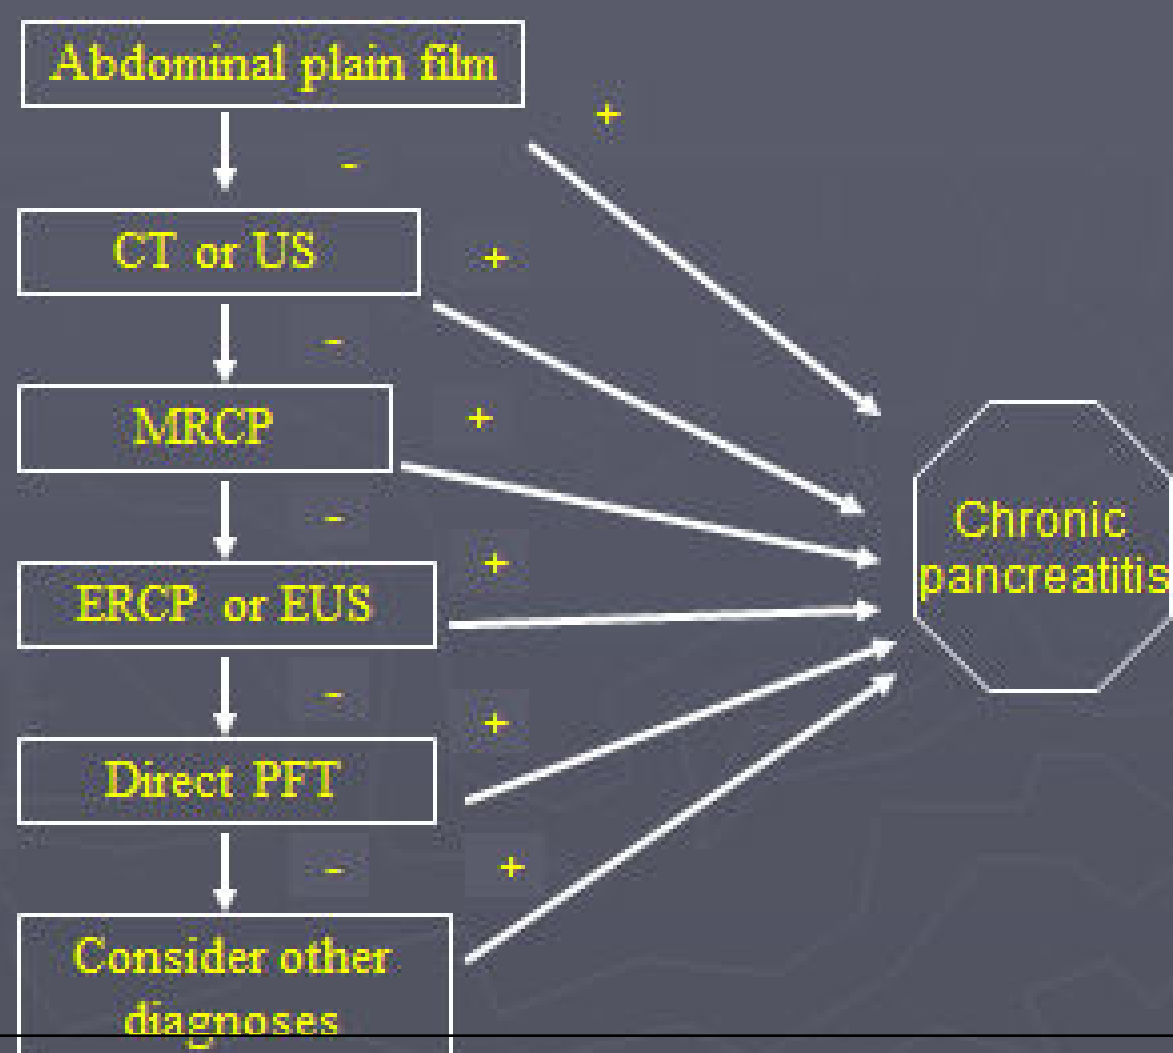 Abdominal plain film
+
-
CT or US
+
-
MRCP
+
-
ERCP or EUS
+
-
Chronic
pancreatitis
Direct PFT
+
-
+
Consider other
diagnoses